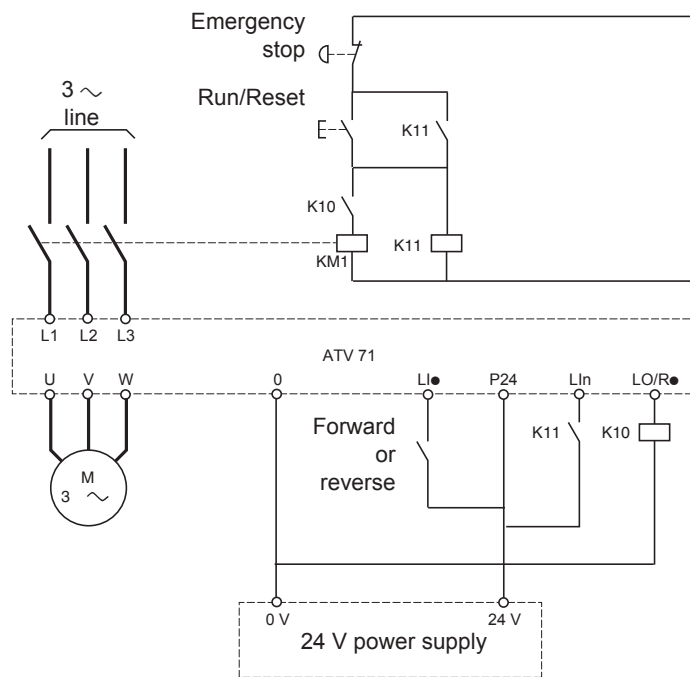 Emergency
stop
3 ~
line
Run/Reset
K11
K10
KM1
K11
L1 L2 L3
ATV 71
U V W 0 LI● P24 LIn LO/R●
Forward
or
reverse
K11
K10
M
3 ~
0 V
24 V
24 V power supply